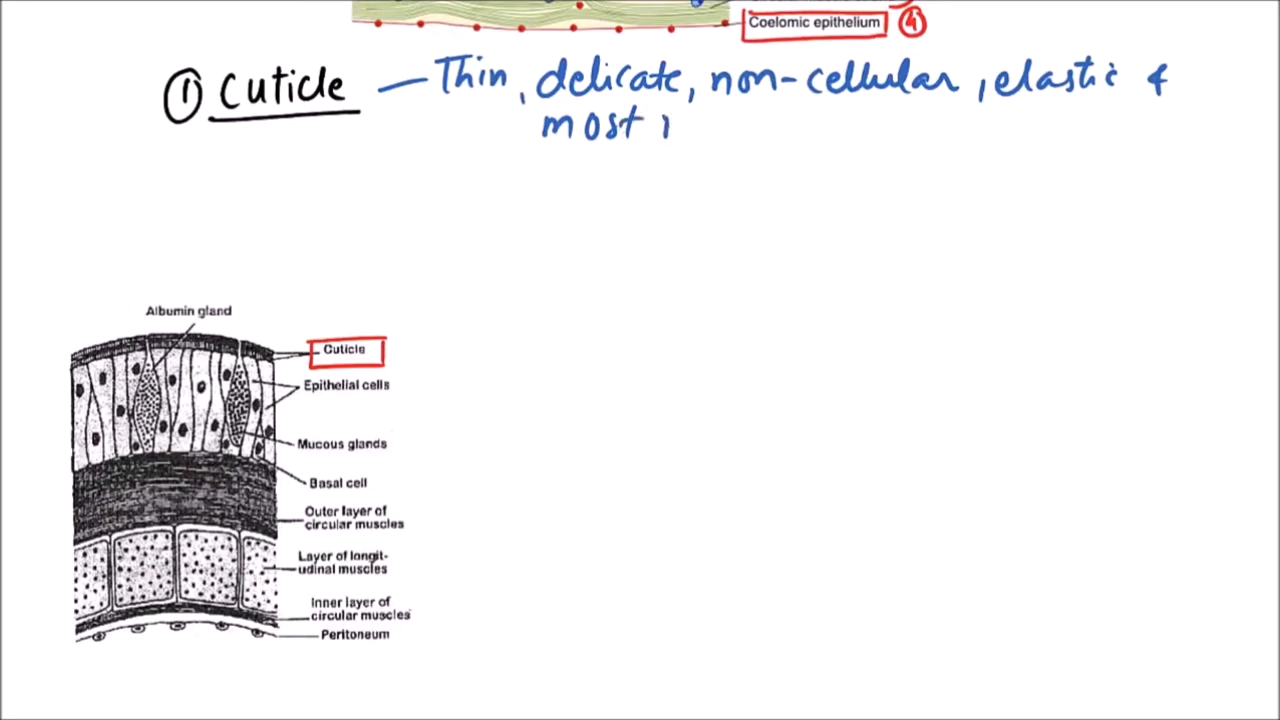 Coelomic epithelium 4
① Cuticle — Thin, delicate, non-cellular, elastic &
most
Albumin gland
Cuticle
Epithelial cells
Mucous glands
Basal cell
Outer layer of
circular muscles
Layer of longit-
udinal muscles
Inner layer of
circular muscles
Peritoneum